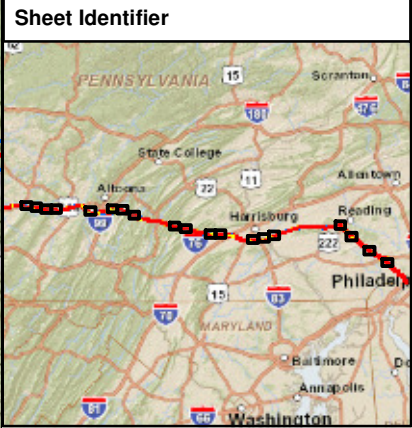 Sheet Identifier
PENNSYLVANIA
15
Scranton
180
476
State College
Allentown
11
22
Altoona
99
Harrisburg
Reading
76
222
Philadelp
15
83
70
MARYLAND
Baltimore
Annapolis
81
66
Washington